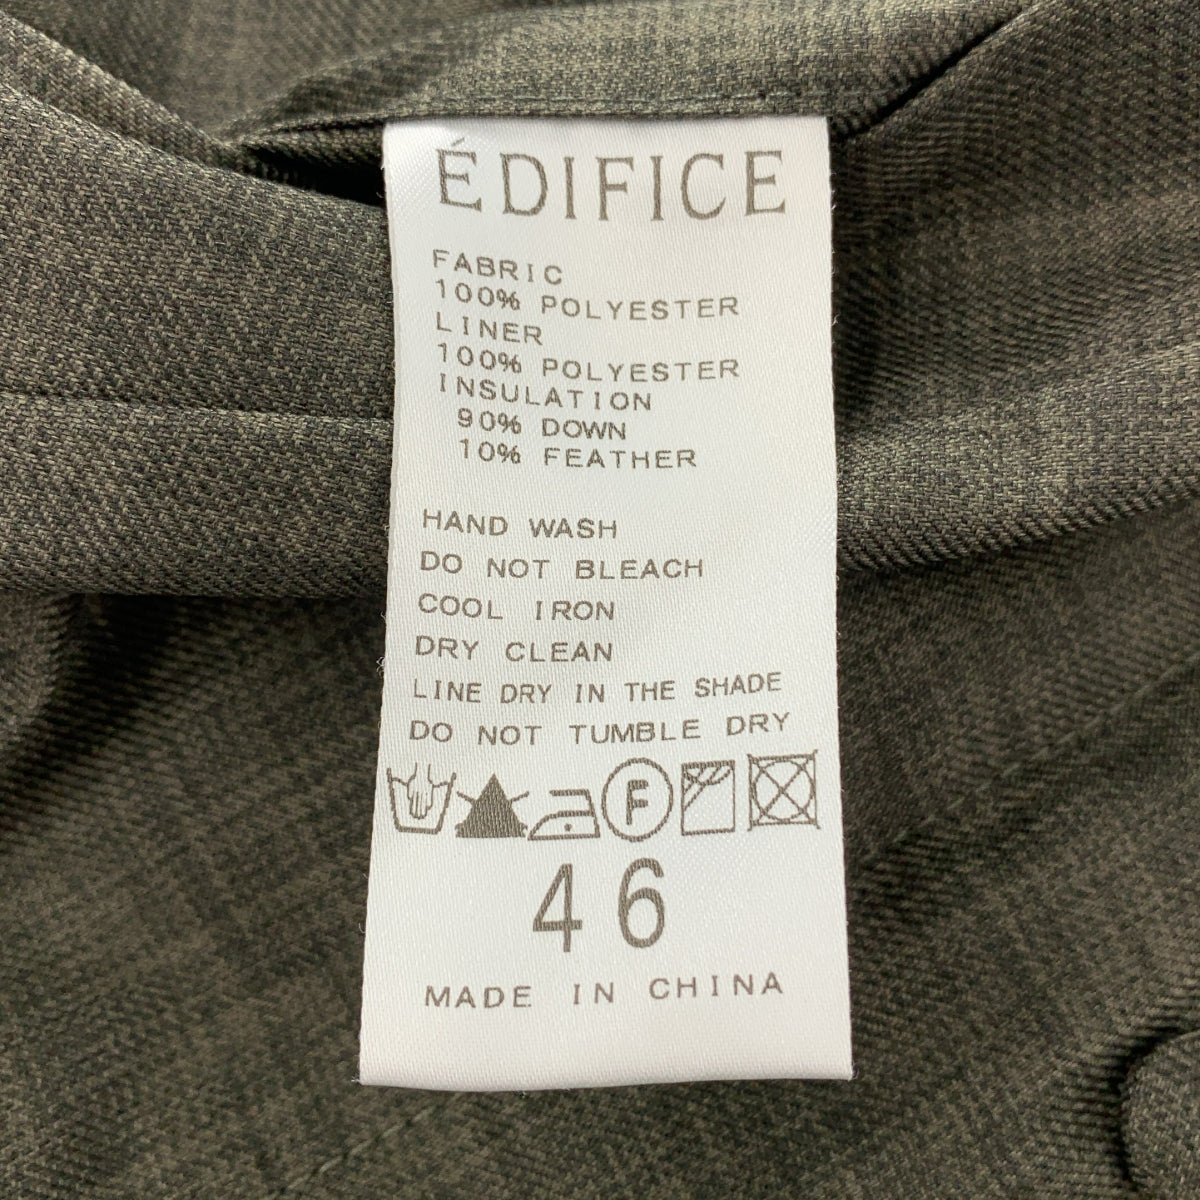 ÉDIFICE
FABRIC
100% POLYESTER
LINER
100% POLYESTER
INSULATION
90% DOWN
10% FEATHER
HAND WASH
DO NOT BLEACH
COOL IRON
DRY CLEAN
LINE DRY IN THE SHADE
DO NOT TUMBLE DRY
F
46
MADE IN CHINA